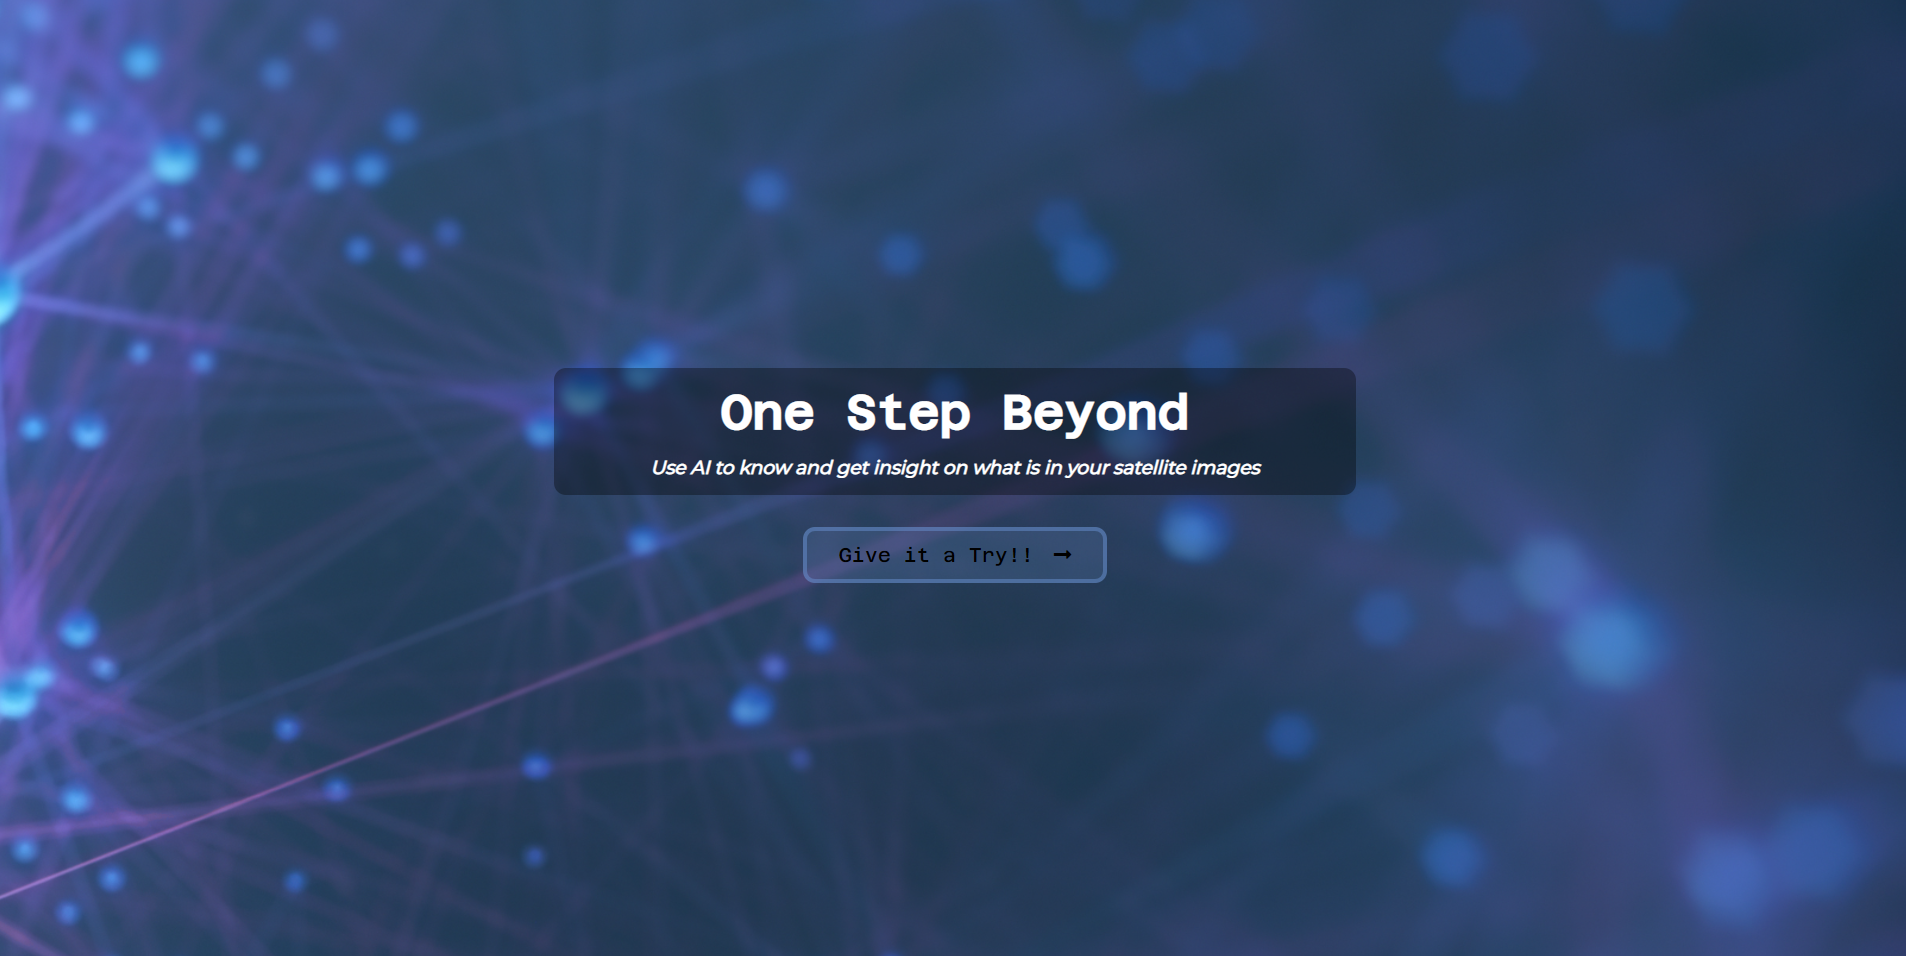 One Step Beyond
Use AI to know and get insight on what is in your satellite images
Give it a Try!! ➞